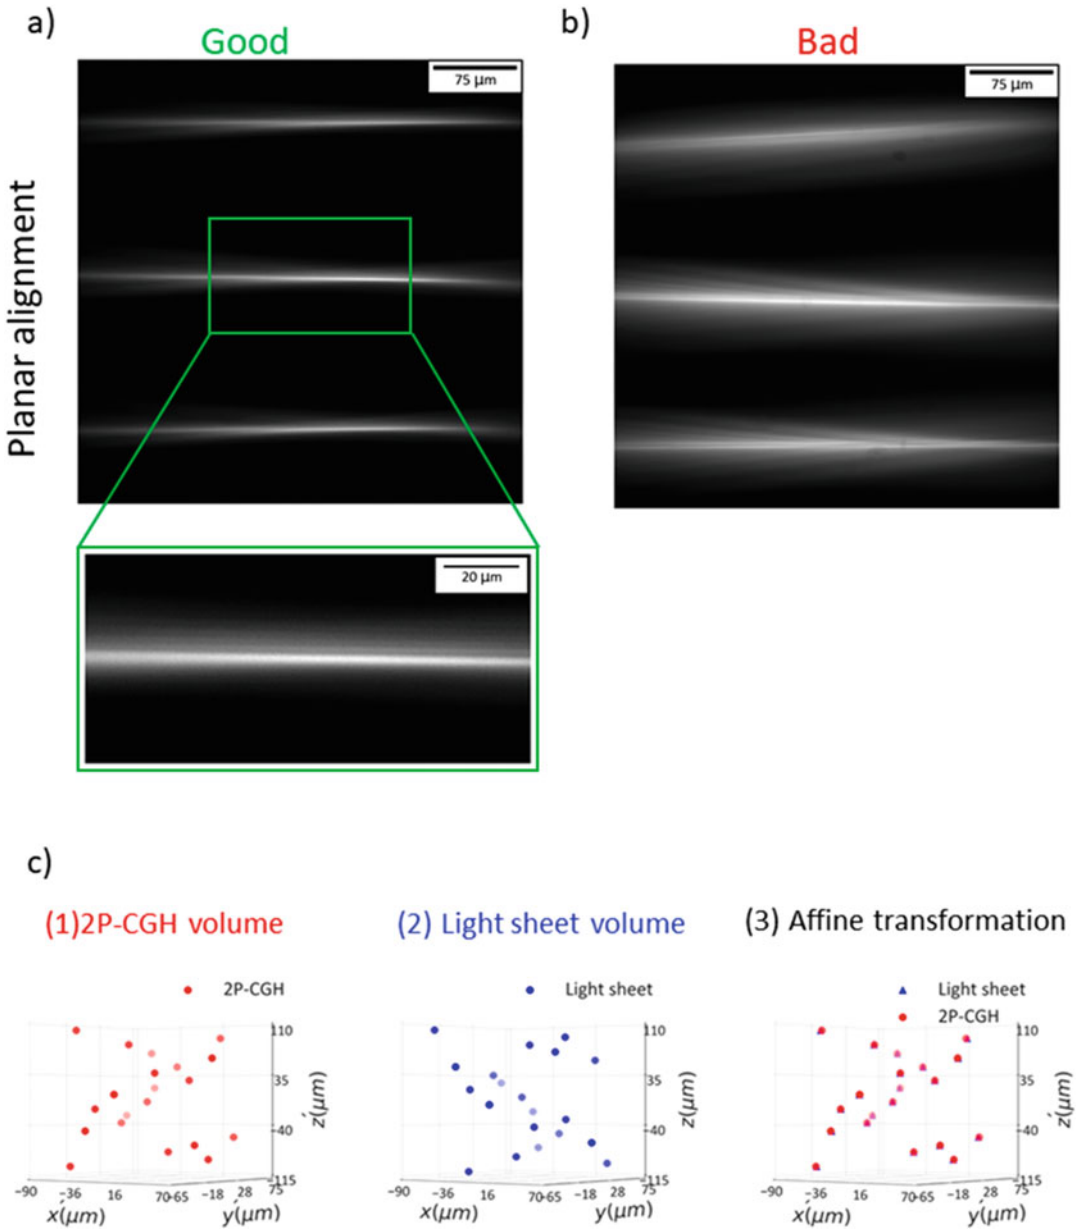 a)
Good
75 μm
b)
Bad
75 μm
Planar alignment
20 μm
c)
(1)2P-CGH volume
2P-CGH
110
35
-40
-115
z´(μm)
-90 -36 16 70
x´(μm)
-65 -18 28 75
y´(μm)
(2) Light sheet volume
Light sheet
110
35
-40
-115
z(μm)
-90 -36 16 70
x(μm)
-65 -18 28 75
y(μm)
(3) Affine transformation
Light sheet
2P-CGH
110
35
-40
-115
z´(μm)
-90 -36 16 70
x´(μm)
-65 -18 28 75
y´(μm)